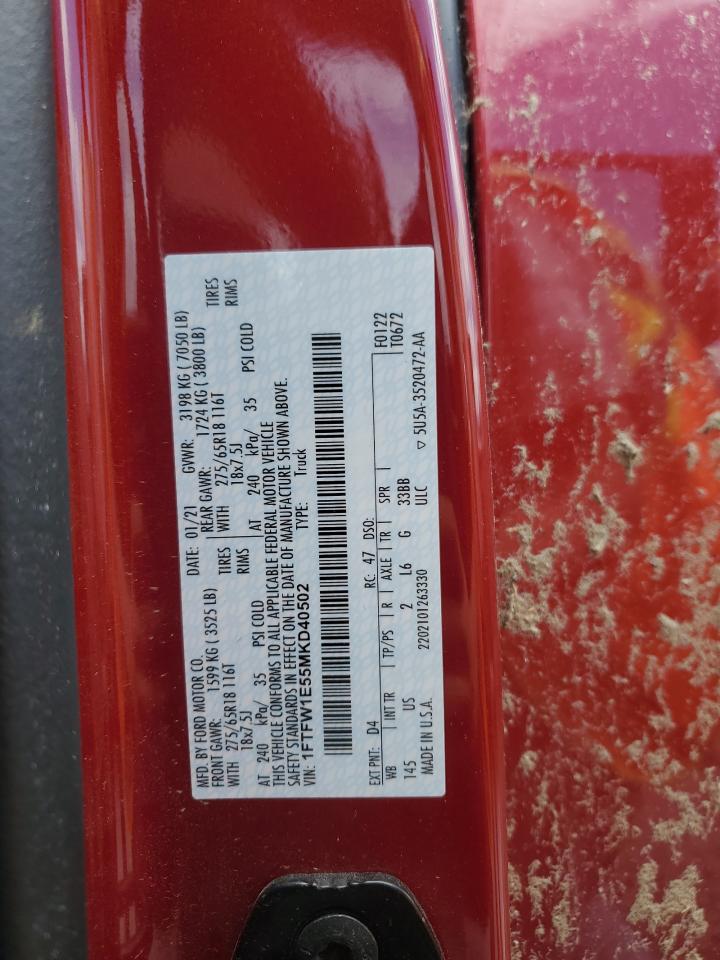 MFD. BY FORD MOTOR CO. DATE: 01/21 GVWR: 3198 KG ( 7050 LB)
FRONT GAWR: 1599 KG ( 3525 LB) REAR GAWR: 1724 KG ( 3800 LB)
WITH 275/65R18 116T TIRES WITH 275/65R18 116T TIRES
18x7.5J RIMS 18x7.5J RIMS
AT 240 kPa/ 35 PSI COLD AT 240 kPa/ 35 PSI COLD
THIS VEHICLE CONFORMS TO ALL APPLICABLE FEDERAL MOTOR VEHICLE
SAFETY STANDARDS IN EFFECT ON THE DATE OF MANUFACTURE SHOWN ABOVE.
VIN: 1FTFW1E55MKD40502 TYPE: Truck
F0122
T0672
EXT PNT: D4 RC: 47 DSO:
WB INT TR TP/PS R AXLE TR SPR
145 US 2 L6 G 33BB
MADE IN U.S.A. 2202101263330 ULC ▽ 5U5A-3520472-AA